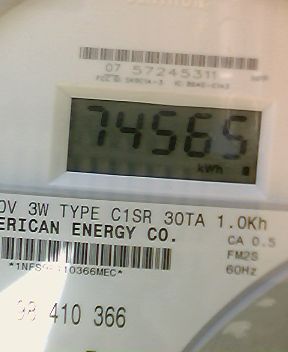 07 57245311
74565
kWh
0V 3W TYPE C1SR 30TA 1.0Kh
ERICAN ENERGY CO.
CA 0.5
FM2S
60Hz
98 410 366